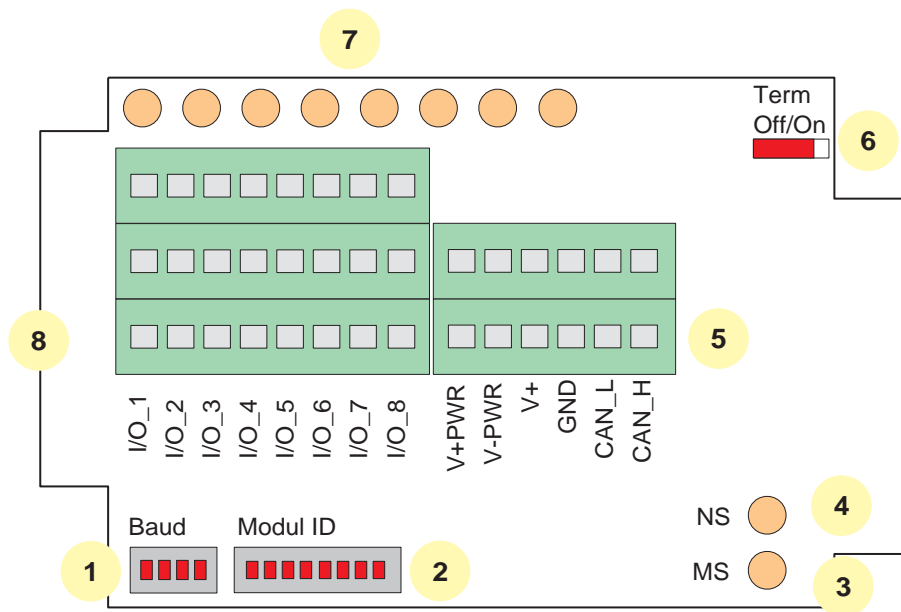 7
Term
Off/On
6
8
5
I/O_1
I/O_2
I/O_3
I/O_4
I/O_5
I/O_6
I/O_7
I/O_8
V+PWR
V-PWR
V+
GND
CAN_L
CAN_H
Baud
Modul ID
NS
4
1
2
MS
3